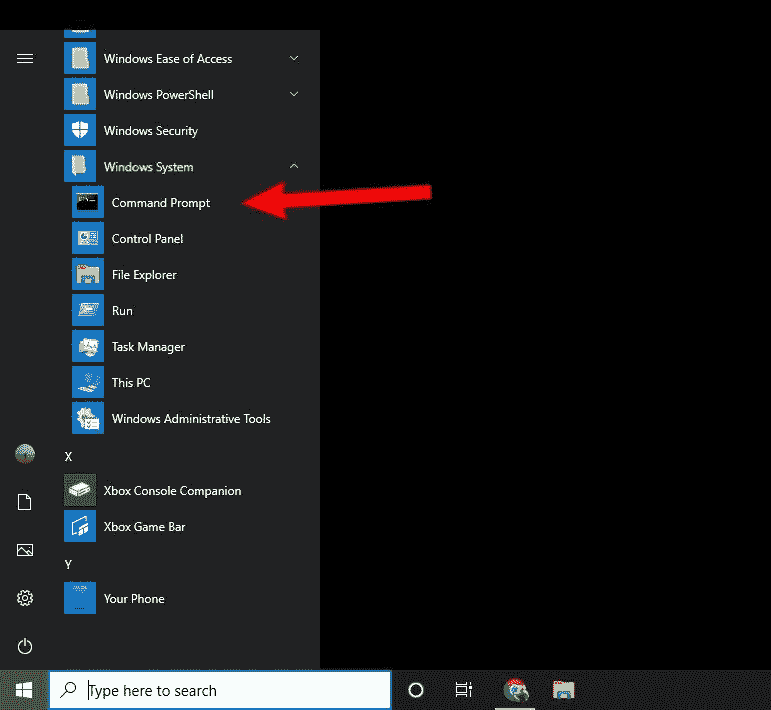 Windows Ease of Access
Windows PowerShell
Windows Security
Windows System
Command Prompt
Control Panel
File Explorer
Run
Task Manager
This PC
Windows Administrative Tools
X
Xbox Console Companion
Xbox Game Bar
Y
Your Phone
Type here to search